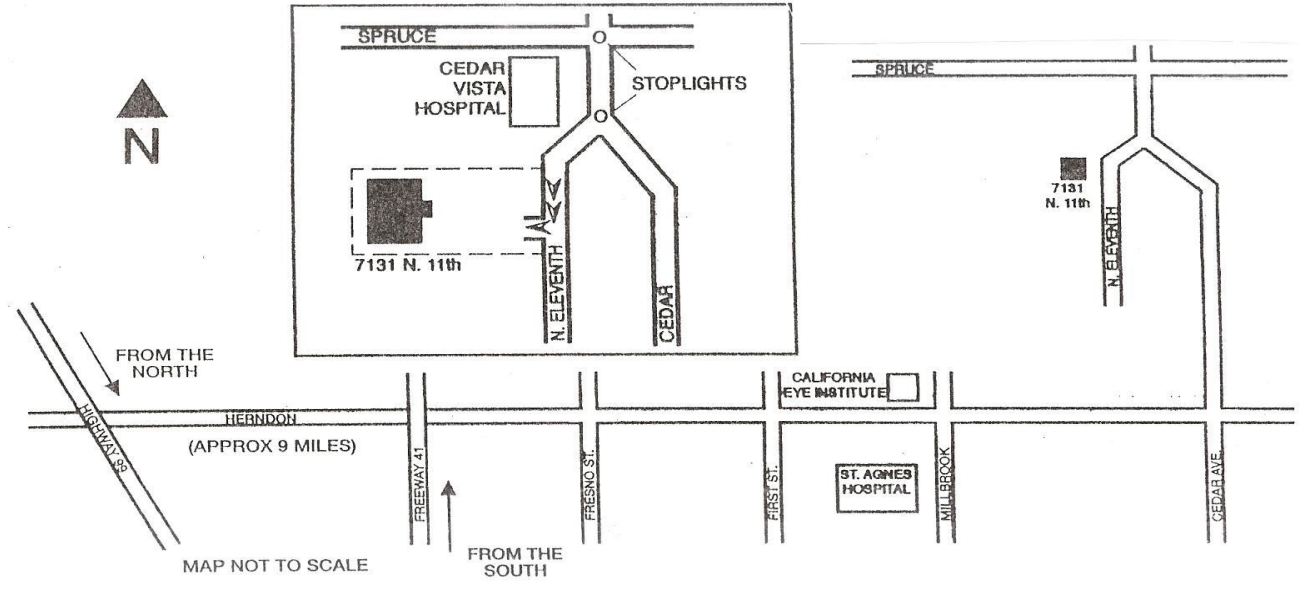 SPRUCE
CEDAR
VISTA
HOSPITAL
STOPLIGHTS
7131 N. 11th
N. ELEVENTH
CEDAR
N
SPRUCE
7131
N. 11th
N. ELEVENTH
FROM THE
NORTH
HIGHWAY 99
HERNDON
(APPROX 9 MILES)
FREEWAY 41
FRESNO ST.
FIRST ST.
CALIFORNIA
EYE INSTITUTE
ST. AGNES
HOSPITAL
MILLBROOK
CEDAR AVE.
FROM THE
SOUTH
MAP NOT TO SCALE